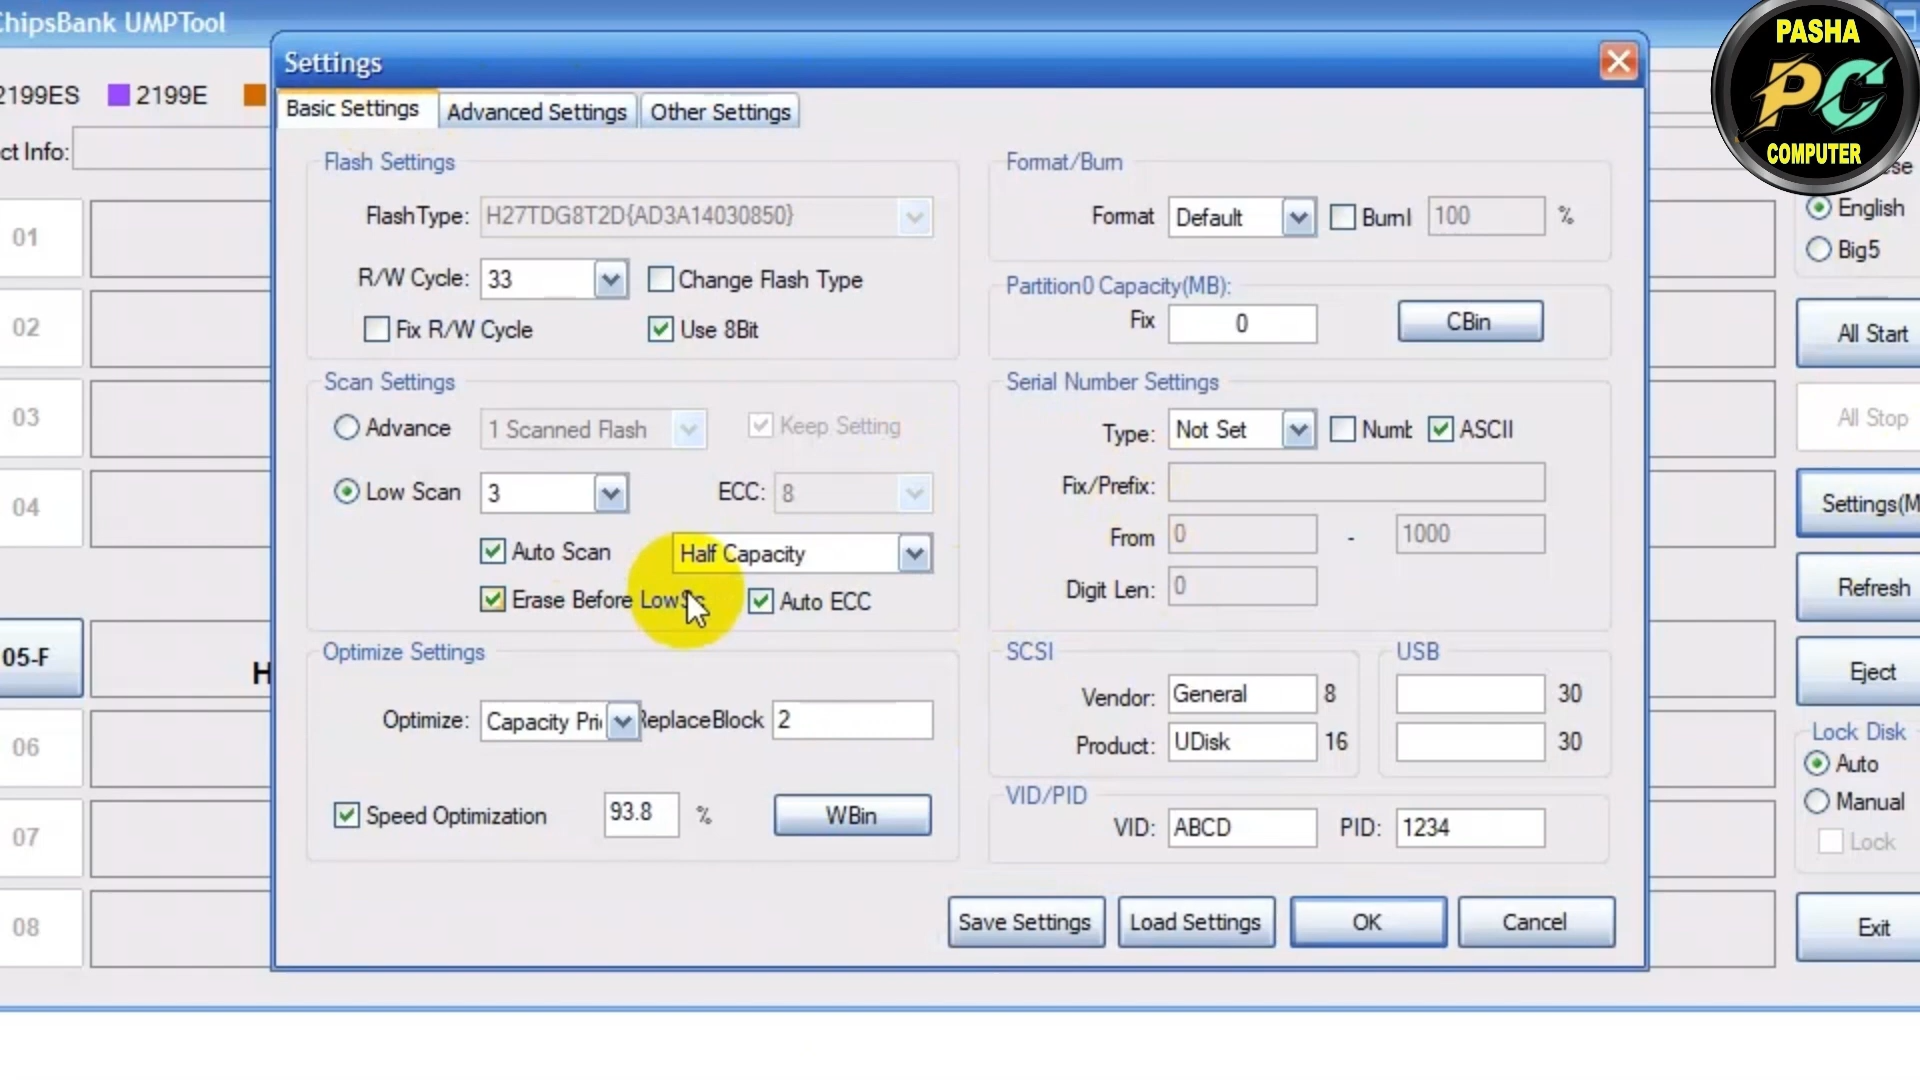 ChipsBank UMPTool
PASHA
PC
COMPUTER
2199ES 2199E
ct Info:
01
02
03
04
05-F
06
07
08
H
Settings
Basic Settings Advanced Settings Other Settings
Flash Settings
FlashType: H27TDG8T2D{AD3A14030850}
R/W Cycle: 33 Change Flash Type
Fix R/W Cycle Use 8Bit
Scan Settings
Advance 1 Scanned Flash Keep Setting
Low Scan 3 ECC: 8
Auto Scan Half Capacity
Erase Before LowSc Auto ECC
Optimize Settings
Optimize: Capacity Pri ReplaceBlock 2
Speed Optimization 93.8 % WBin
Format/Burn
Format Default BurnI 100 %
Partition0 Capacity(MB):
Fix 0 CBin
Serial Number Settings
Type: Not Set Numb ASCII
Fix/Prefix:
From 0 - 1000
Digit Len: 0
SCSI USB
Vendor: General 8 30
Product: UDisk 16 30
VID/PID
VID: ABCD PID: 1234
Save Settings Load Settings OK Cancel
ese
English
Big5
All Start
All Stop
Settings(M
Refresh
Eject
Lock Disk
Auto
Manual
Lock
Exit